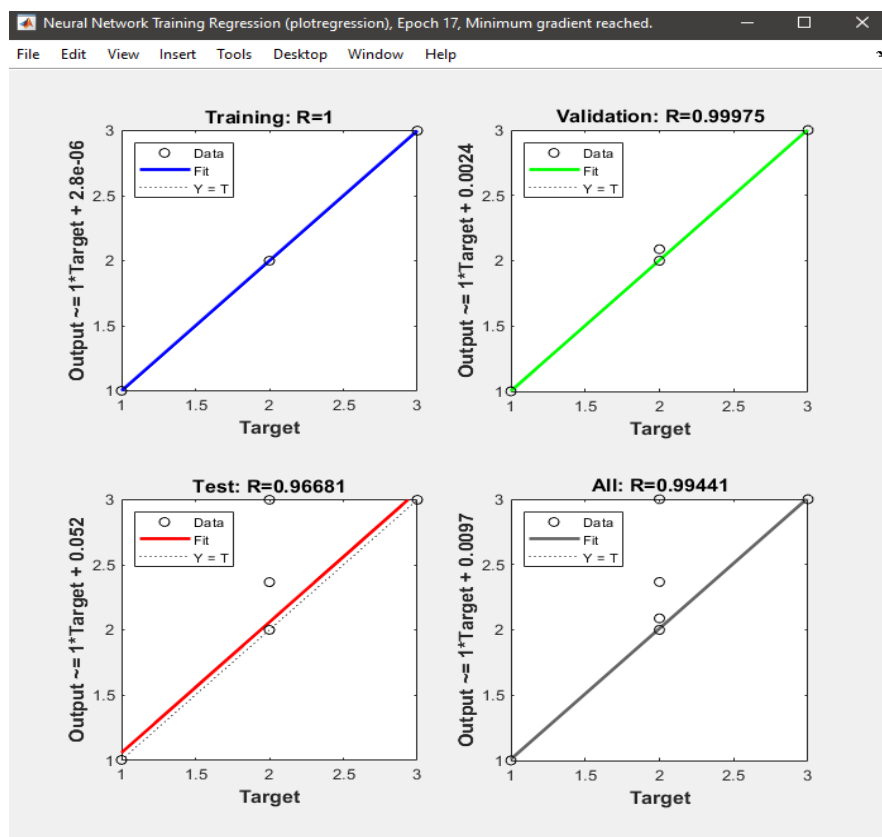 Neural Network Training Regression (plotregression), Epoch 17, Minimum gradient reached.
File Edit View Insert Tools Desktop Window Help
Training: R=1
Output ~= 1*Target + 2.8e-06
3
2.5
2
1.5
1
Data
Fit
Y = T
1 1.5 2 2.5 3
Target
Validation: R=0.99975
Output ~= 1*Target + 0.0024
3
2.5
2
1.5
1
Data
Fit
Y = T
1 1.5 2 2.5 3
Target
Test: R=0.96681
Output ~= 1*Target + 0.052
3
2.5
2
1.5
1
Data
Fit
Y = T
1 1.5 2 2.5 3
Target
All: R=0.99441
Output ~= 1*Target + 0.0097
3
2.5
2
1.5
1
Data
Fit
Y = T
1 1.5 2 2.5 3
Target